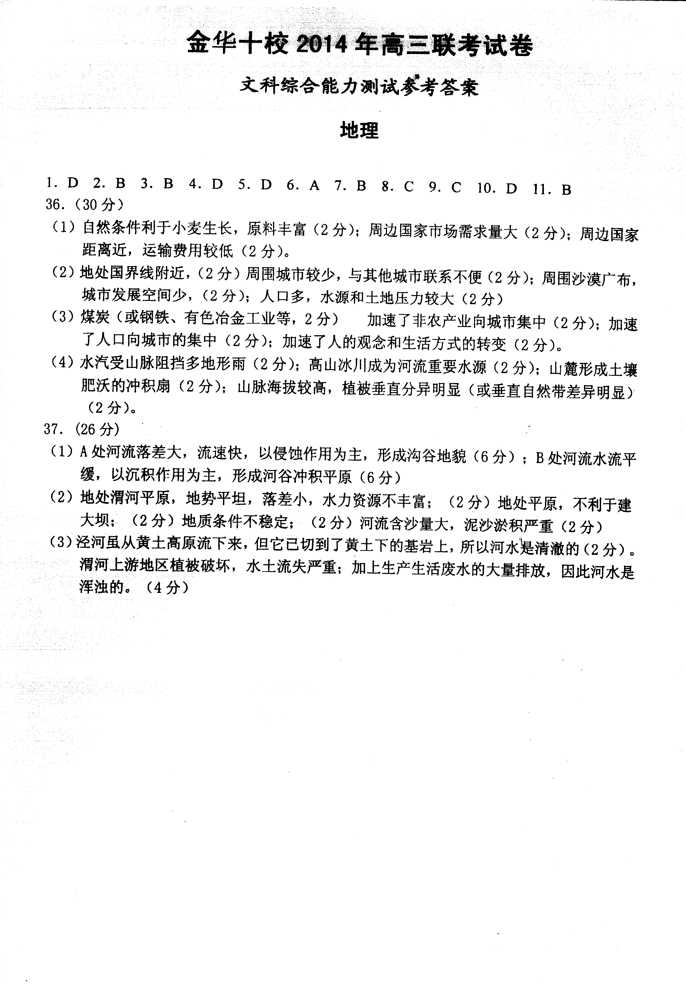 金华十校 2014 年高三联考试卷
文科综合能力测试参考答案
地理
1. D 2. B 3. B 4. D 5. D 6. A 7. B 8. C 9. C 10. D 11. B
36.（30 分）
（1）自然条件利于小麦生长，原料丰富（2 分）；周边国家市场需求量大（2 分）；周边国家
距离近，运输费用较低（2 分）。
（2）地处国界线附近，（2 分）周围城市较少，与其他城市联系不便（2 分）；周围沙漠广布，
城市发展空间少，（2 分）；人口多，水源和土地压力较大（2 分）
（3）煤炭（或钢铁、有色冶金工业等，2 分） 加速了非农产业向城市集中（2 分）；加速
了人口向城市的集中（2 分）；加速了人的观念和生活方式的转变（2 分）。
（4）水汽受山脉阻挡多地形雨（2 分）；高山冰川成为河流重要水源（2 分）；山麓形成土壤
肥沃的冲积扇（2 分）；山脉海拔较高，植被垂直分异明显（或垂直自然带差异明显）
（2 分）。
37. (26 分)
（1）A 处河流落差大，流速快，以侵蚀作用为主，形成沟谷地貌（6 分）；B 处河流水流平
缓，以沉积作用为主，形成河谷冲积平原（6 分）
（2）地处渭河平原，地势平坦，落差小，水力资源不丰富；（2 分）地处平原，不利于建
大坝；（2 分）地质条件不稳定；（2 分）河流含沙量大，泥沙淤积严重（2 分）
（3）泾河虽从黄土高原流下来，但它已切到了黄土下的基岩上，所以河水是清澈的（2 分）。
渭河上游地区植被破坏，水土流失严重；加上生产生活废水的大量排放，因此河水是
浑浊的。（4 分）